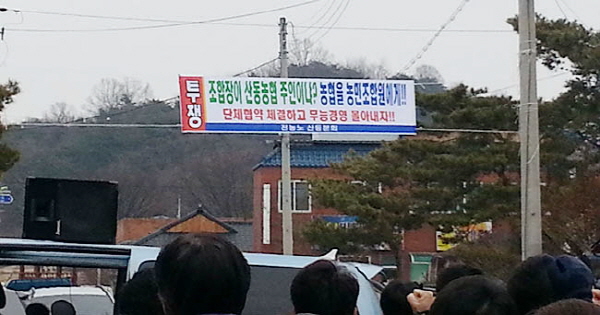 투쟁
조합장이 산동농협 주인이냐? 농협을 농민조합원에게!!
단체협약 체결하고 무능경영 몰아내자!!
전농노 산동분회